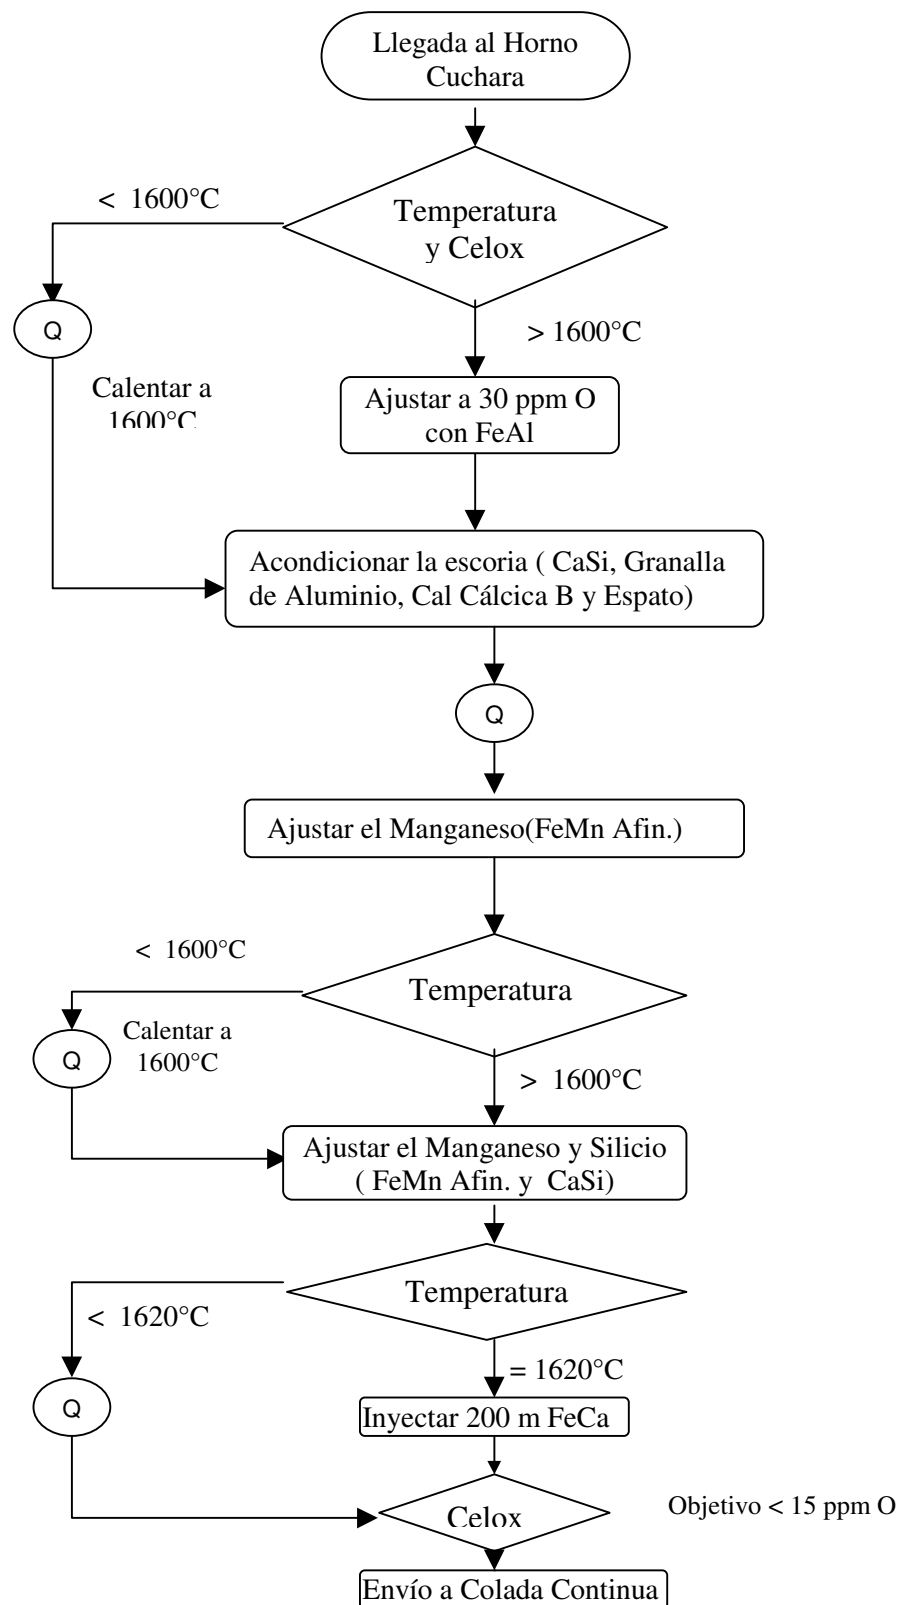 Llegada al Horno
Cuchara
< 1600°C
Temperatura
y Celox
Q
> 1600°C
Calentar a
1600°C
Ajustar a 30 ppm O
con FeAl
Acondicionar la escoria ( CaSi, Granalla
de Aluminio, Cal Cálcica B y Espato)
Q
Ajustar el Manganeso(FeMn Afin.)
< 1600°C
Temperatura
Calentar a
1600°C
Q
> 1600°C
Ajustar el Manganeso y Silicio
( FeMn Afin. y CaSi)
Temperatura
< 1620°C
= 1620°C
Q
Inyectar 200 m FeCa
Celox
Objetivo < 15 ppm O
Envío a Colada Continua